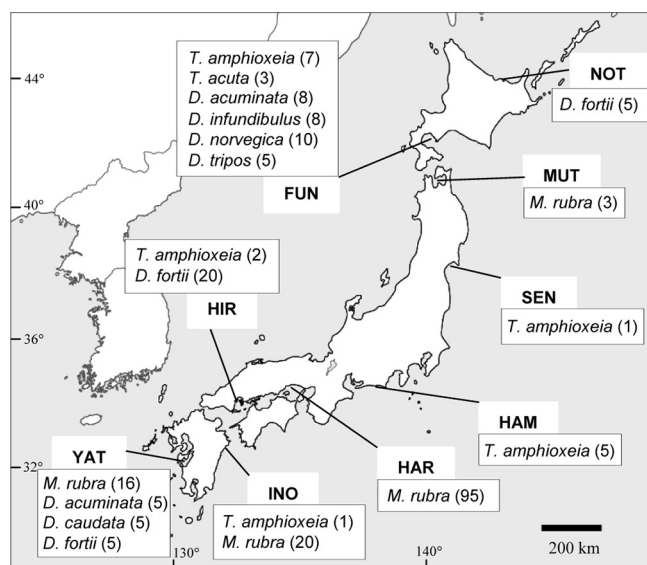 44°
40°
36°
32°
130°
140°
T. amphioxeia (7)
T. acuta (3)
D. acuminata (8)
D. infundibulus (8)
D. norvegica (10)
D. tripos (5)
FUN
NOT
D. fortii (5)
MUT
M. rubra (3)
T. amphioxeia (2)
D. fortii (20)
HIR
SEN
T. amphioxeia (1)
HAM
T. amphioxeia (5)
YAT
M. rubra (16)
D. acuminata (5)
D. caudata (5)
D. fortii (5)
INO
T. amphioxeia (1)
M. rubra (20)
HAR
M. rubra (95)
200 km